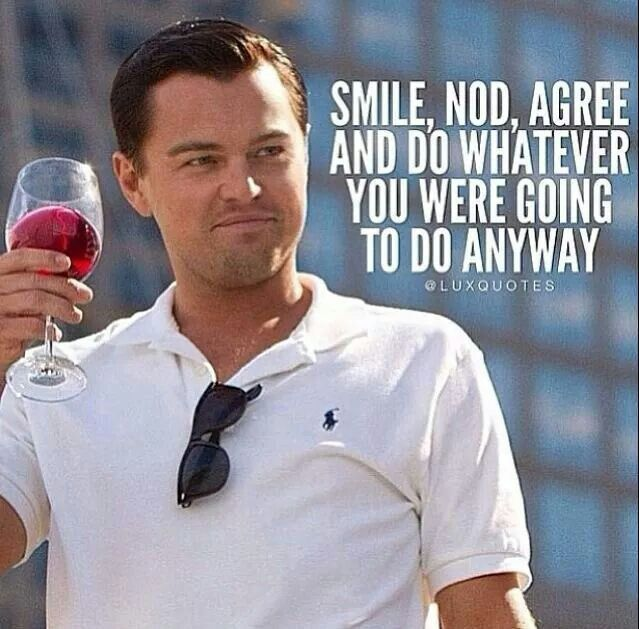 SMILE, NOD, AGREE
AND DO WHATEVER
YOU WERE GOING
TO DO ANYWAY
@LUXQUOTES